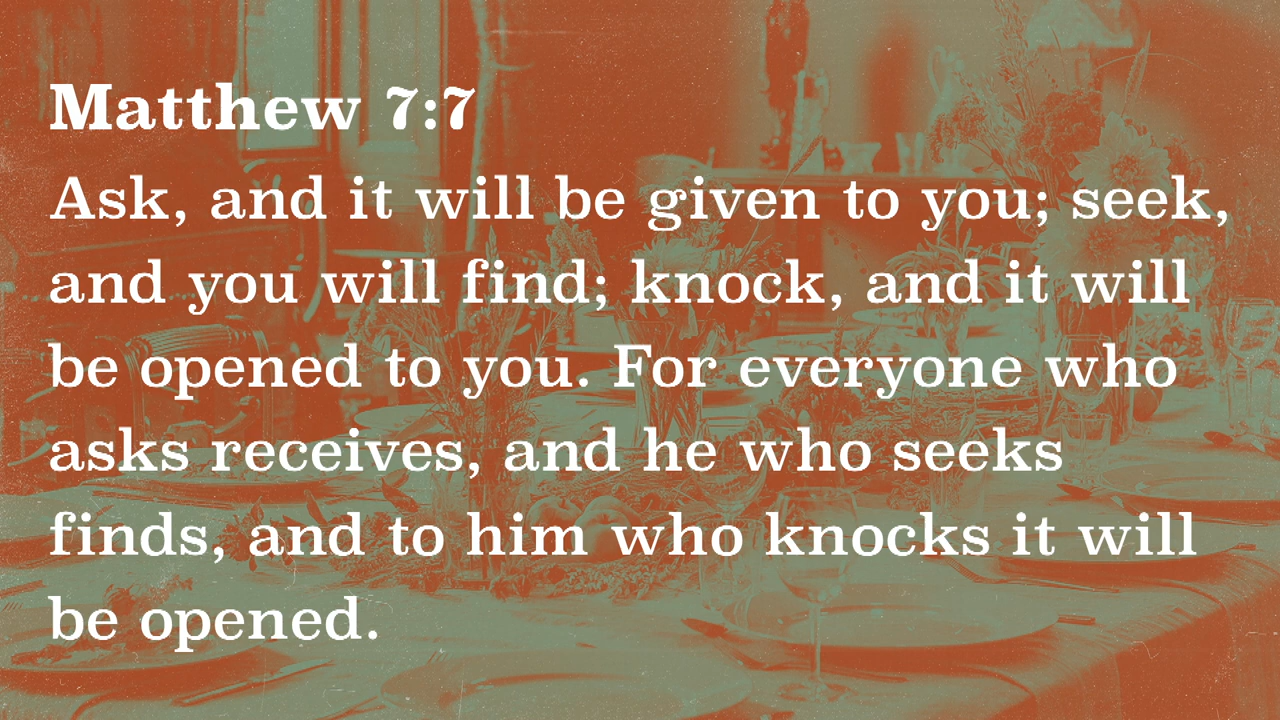 Matthew 7:7
Ask, and it will be given to you; seek,
and you will find; knock, and it will
be opened to you. For everyone who
asks receives, and he who seeks
finds, and to him who knocks it will
be opened.